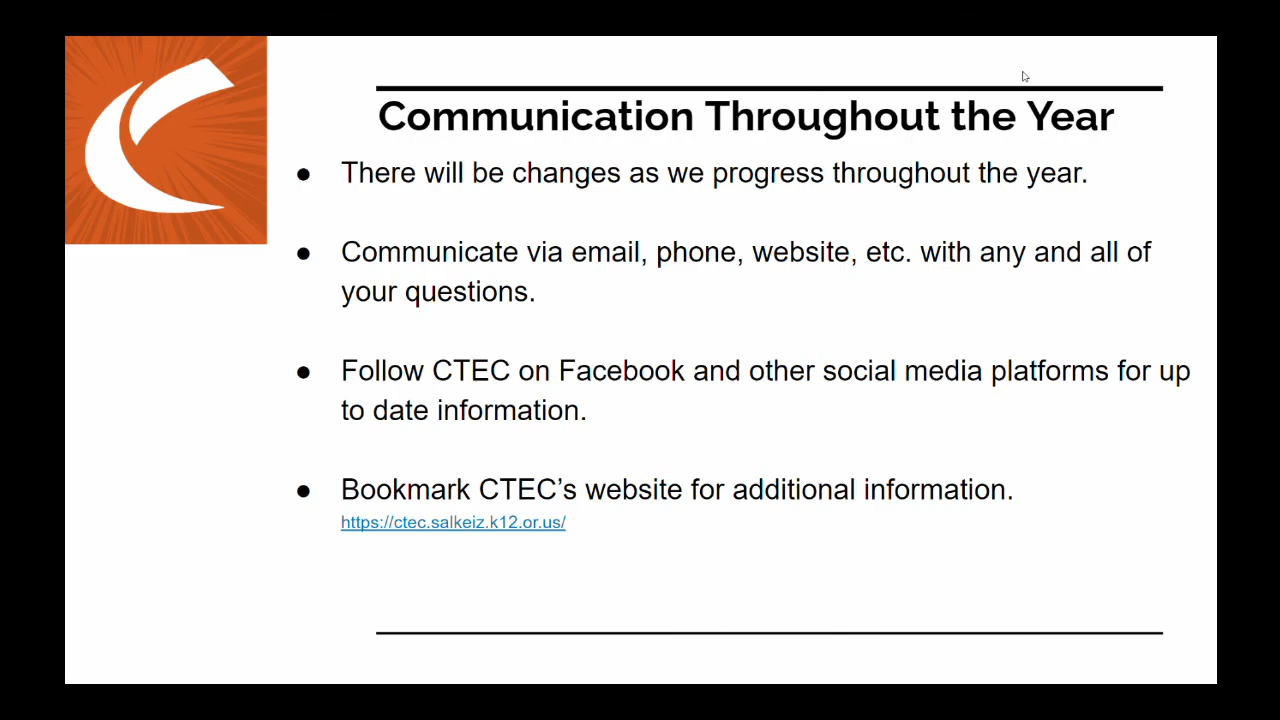 Communication Throughout the Year
● There will be changes as we progress throughout the year.
● Communicate via email, phone, website, etc. with any and all of
your questions.
● Follow CTEC on Facebook and other social media platforms for up
to date information.
● Bookmark CTEC’s website for additional information.
https://ctec.salkeiz.k12.or.us/